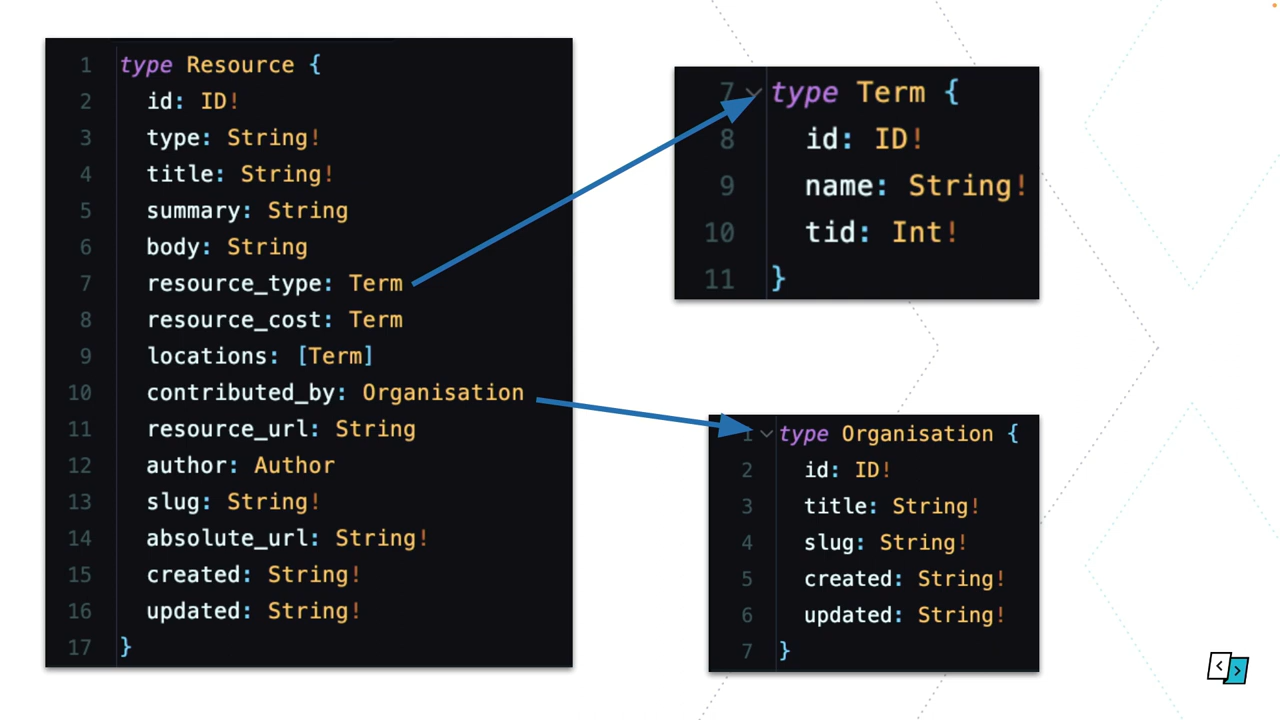 1 type Resource {
2 id: ID!
3 type: String!
4 title: String!
5 summary: String
6 body: String
7 resource_type: Term
8 resource_cost: Term
9 locations: [Term]
10 contributed_by: Organisation
11 resource_url: String
12 author: Author
13 slug: String!
14 absolute_url: String!
15 created: String!
16 updated: String!
17 }
7 type Term {
8 id: ID!
9 name: String!
10 tid: Int!
11 }
1 type Organisation {
2 id: ID!
3 title: String!
4 slug: String!
5 created: String!
6 updated: String!
7 }